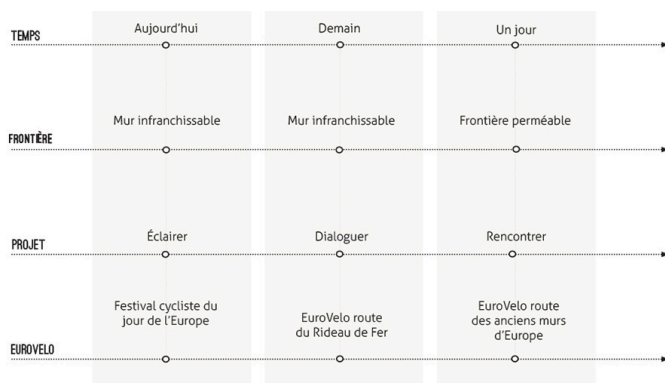 Aujourd'hui Demain Un jour
TEMPS
Mur infranchissable Mur infranchissable Frontière perméable
FRONTIÈRE
Éclairer Dialoguer Rencontrer
PROJET
Festival cycliste du
jour de l'Europe
EuroVelo route
du Rideau de Fer
EuroVelo route
des anciens murs
d'Europe
EUROVELO